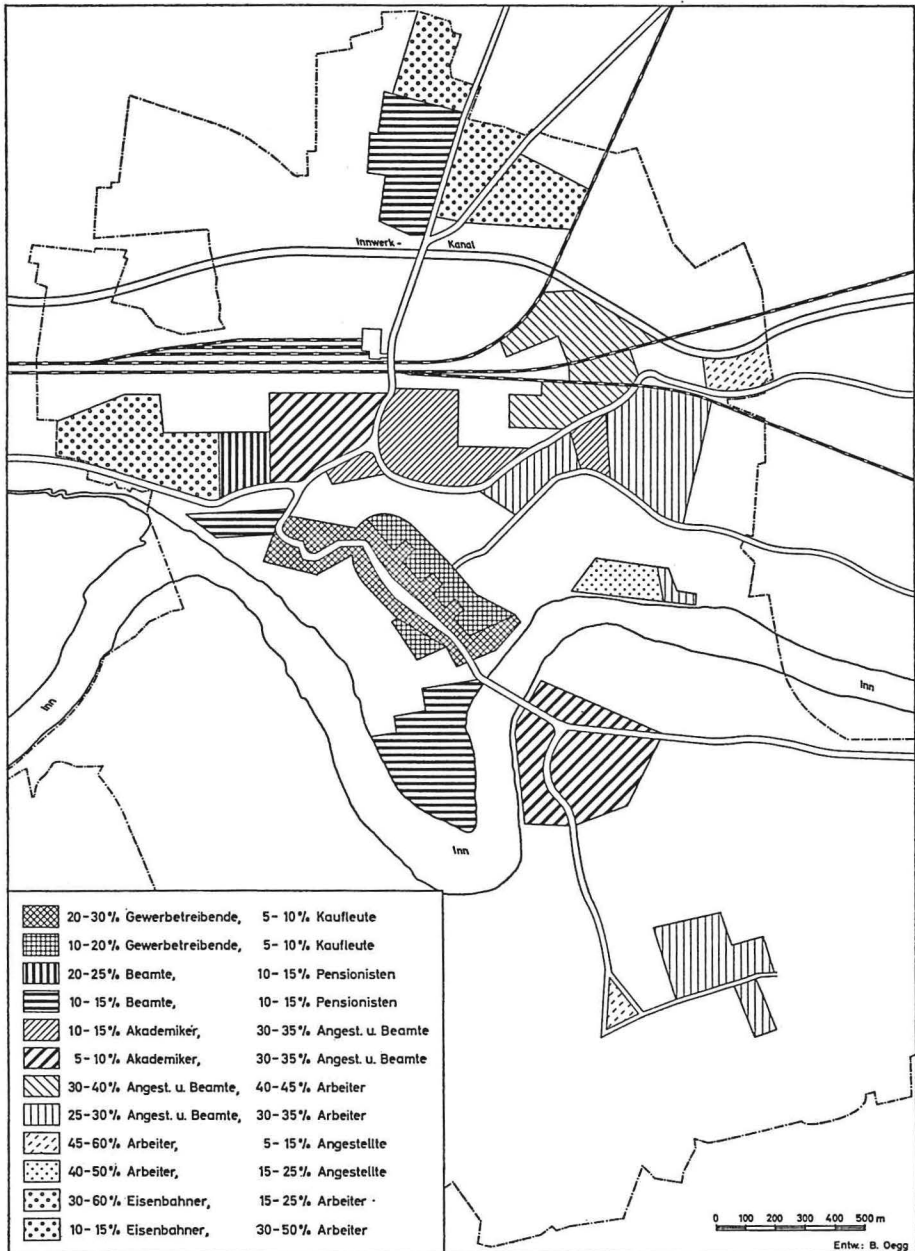 Innwerk - Kanal
Inn
Inn
Inn
20-30% Gewerbetreibende, 5-10% Kaufleute
10-20% Gewerbetreibende, 5-10% Kaufleute
20-25% Beamte, 10-15% Pensionisten
10-15% Beamte, 10-15% Pensionisten
10-15% Akademiker, 30-35% Angest. u. Beamte
5-10% Akademiker, 30-35% Angest. u. Beamte
30-40% Angest. u. Beamte, 40-45% Arbeiter
25-30% Angest. u. Beamte, 30-35% Arbeiter
45-60% Arbeiter, 5-15% Angestellte
40-50% Arbeiter, 15-25% Angestellte
30-60% Eisenbahner, 15-25% Arbeiter
10-15% Eisenbahner, 30-50% Arbeiter
0 100 200 300 400 500 m
Entw.: B. Oegg